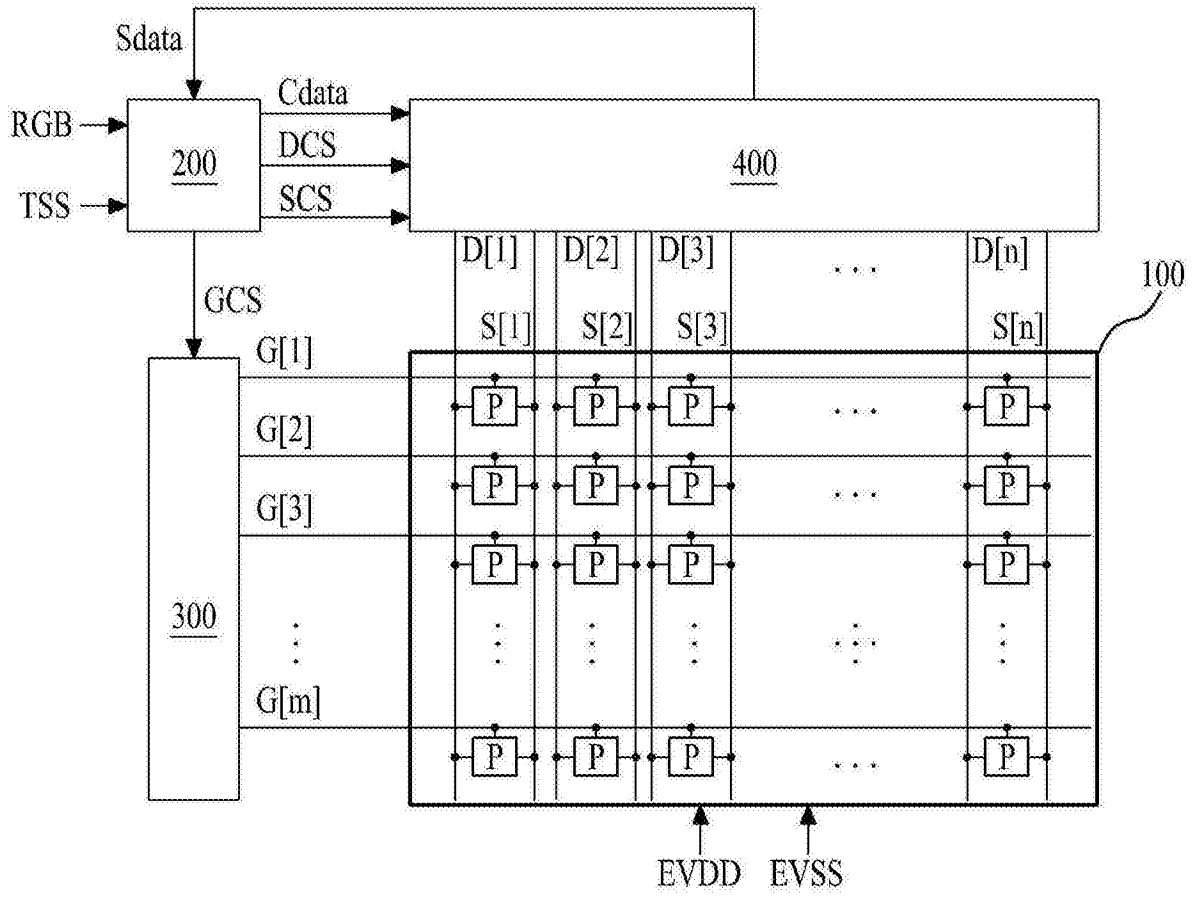 Sdata
Cdata
RGB
DCS
200
400
TSS
SCS
D[1] D[2] D[3] ... D[n]
100
GCS
S[1] S[2] S[3] S[n]
G[1]
P P P ... P
G[2]
P P P ... P
G[3]
P P P P
300
G[m]
P P P ... P
EVDD EVSS